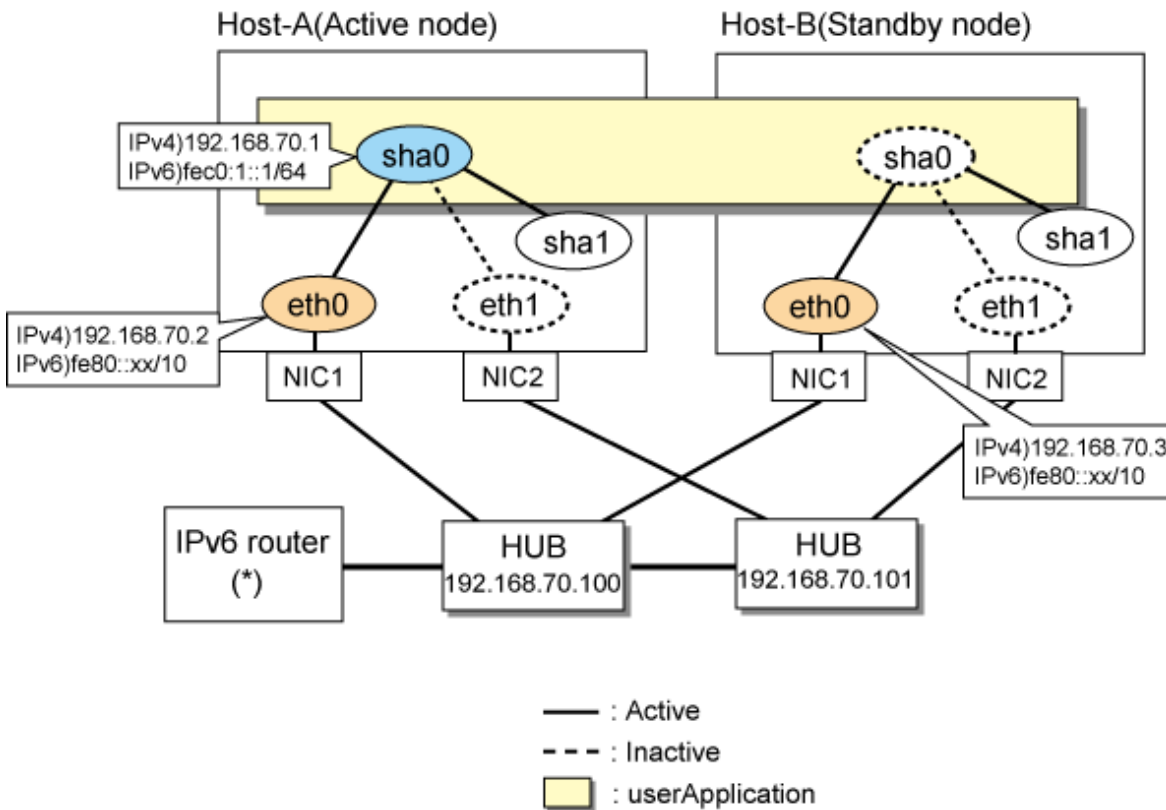 Host-A(Active node)
Host-B(Standby node)
IPv4)192.168.70.1
IPv6)fec0:1::1/64
sha0
sha0
sha1
sha1
eth0
eth1
eth0
eth1
IPv4)192.168.70.2
IPv6)fe80::xx/10
NIC1
NIC2
NIC1
NIC2
IPv4)192.168.70.3
IPv6)fe80::xx/10
IPv6 router
(*)
HUB
192.168.70.100
HUB
192.168.70.101
: Active
: Inactive
: userApplication